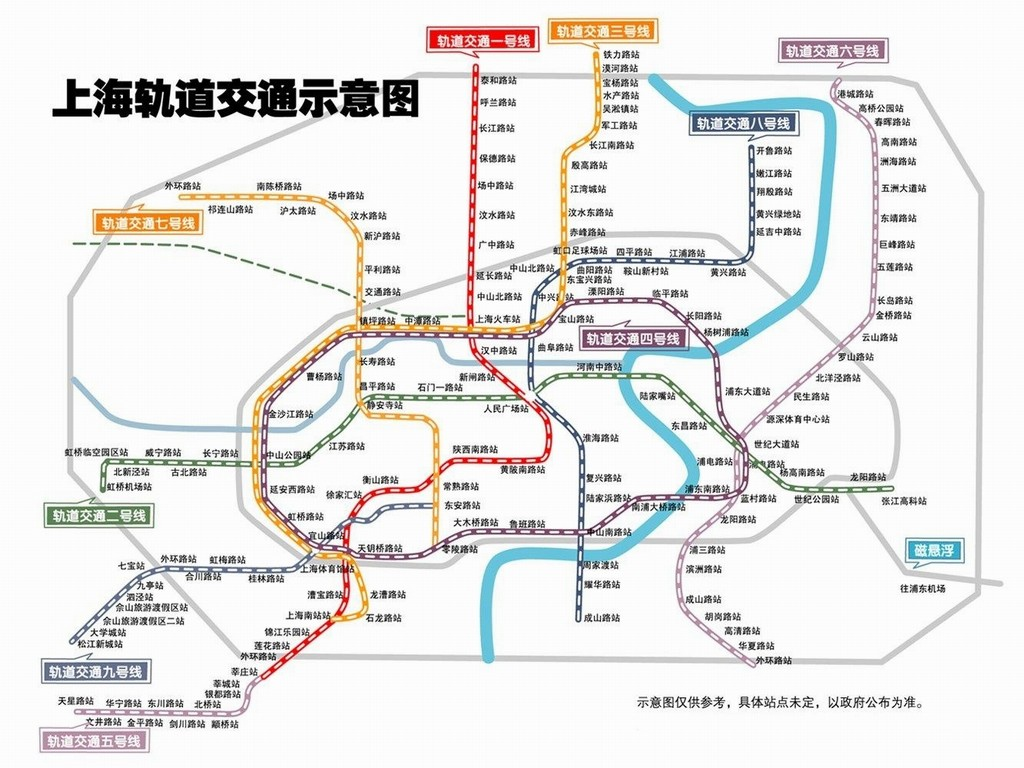 上海轨道交通示意图
轨道交通一号线
泰和路站
呼兰路站
长江路站
保德路站
场中路站
汶水路站
广中路站
延长路站
中山北路站
上海火车站
汉中路站
新闸路站
人民广场站
黄陂南路站
陕西南路站
常熟路站
衡山路站
徐家汇站
上海体育馆站
漕宝路站
上海南站站
锦江乐园站
莲花路站
外环路站
莘庄站
轨道交通三号线
铁力路站
漠河路站
宝杨路站
水产路站
吴淞镇站
军工路站
长江南路站
殷高路站
江湾城站
汶水东路站
赤峰路站
虹口足球场站
东宝兴路站
宝山路站
中潭路站
镇坪路站
曹杨路站
金沙江路站
中山公园站
延安西路站
虹桥路站
宜山路站
龙漕路站
石龙路站
轨道交通六号线
港城路站
高桥公园站
春晖路站
高南路站
洲海路站
五洲大道站
东靖路站
巨峰路站
五莲路站
长岛路站
金桥路站
云山路站
罗山路站
北洋泾路站
民生路站
源深体育中心站
世纪大道站
浦电路站
蓝村路站
龙阳路站
浦三路站
滨洲路站
成山路站
胡岗路站
高清路站
华夏路站
外环路站
轨道交通八号线
开鲁路站
嫩江路站
翔殷路站
黄兴绿地站
延吉中路站
黄兴路站
江浦路站
鞍山新村站
四平路站
曲阳路站
中山北路站
曲阜路站
淮海路站
复兴路站
陆家浜路站
中山南路站
周家渡站
耀华路站
成山路站
轨道交通七号线
外环路站
祁连山路站
南陈桥路站
沪太路站
场中路站
汶水路站
新沪路站
平利路站
交通路站
长寿路站
昌平路站
静安寺站
东安路站
零陵路站
轨道交通四号线
溧阳路站
临平路站
长阳路站
杨树浦路站
浦东大道站
浦东南路站
南浦大桥路站
鲁班路站
大木桥路站
天钥桥路站
轨道交通二号线
虹桥机场站
虹桥临空园区站
北新泾站
威宁路站
古北路站
长宁路站
江苏路站
石门一路站
河南中路站
陆家嘴站
东昌路站
杨高南路站
世纪公园站
龙阳路站
张江高科站
轨道交通九号线
松江新城站
大学城站
佘山旅游渡假区二站
佘山旅游渡假区站
泗泾站
九亭站
七宝站
外环路站
合川路站
虹梅路站
桂林路站
轨道交通五号线
莘城站
银都路站
北桥站
颛桥站
剑川路站
东川路站
金平路站
华宁路站
文井路站
天星路站
磁悬浮
往浦东机场
示意图仅供参考，具体站点未定，以政府公布为准。